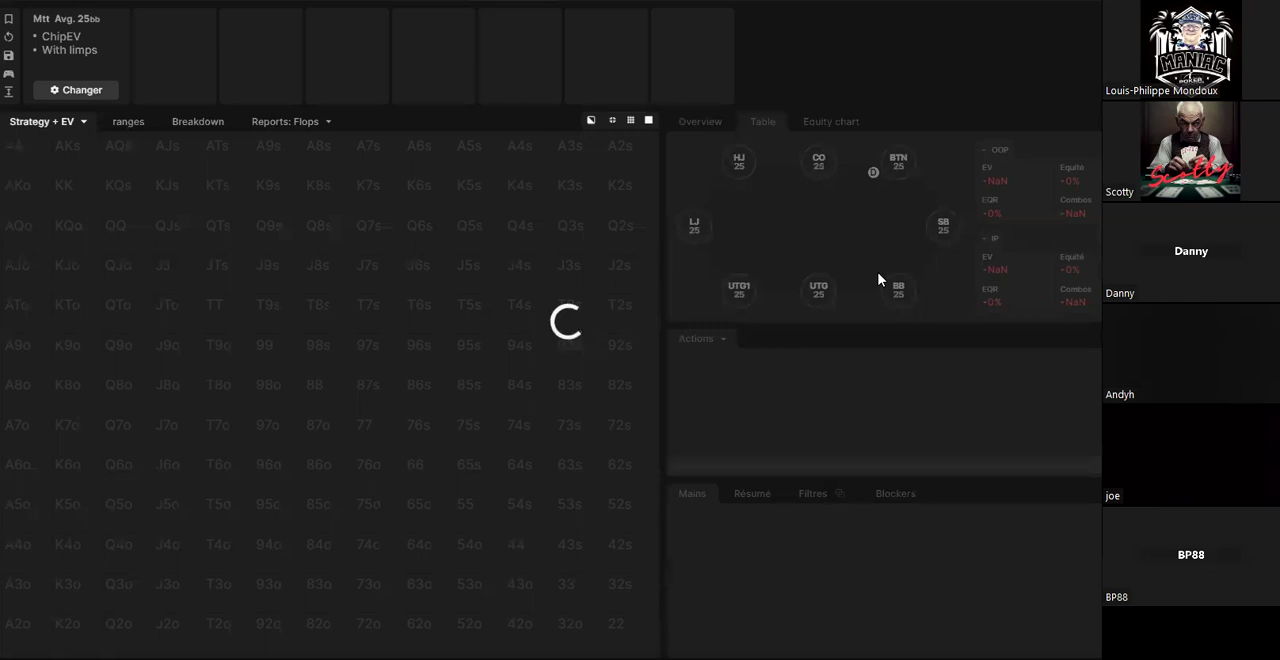 Mtt Avg. 25bb
• ChipEV
• With limps
Changer
Strategy + EV
ranges
Breakdown
Reports: Flops
AKs AQs AJs ATs A9s A8s A7s A6s A5s A4s A3s A2s
AKo KK KQs KJs KTs K9s K8s K7s K6s K5s K4s K3s K2s
AQo KQo QQ QJs QTs Q9s Q8s Q7s Q6s Q5s Q4s Q3s Q2s
AJo KJo QJo JJ JTs J9s J8s J7s J6s J5s J4s J3s J2s
ATo KTo QTo JTo TT T9s T8s T7s T6s T5s T4s T2s
A9o K9o Q9o J9o T9o 99 98s 97s 96s 95s 94s 92s
A8o K8o Q8o J8o T8o 98o 88 87s 86s 85s 84s 83s 82s
A7o K7o Q7o J7o T7o 97o 87o 77 76s 75s 74s 73s 72s
A6o K6o Q6o J6o T6o 96o 86o 76o 66 65s 64s 63s 62s
A5o K5o Q5o J5o T5o 95o 85o 75o 65o 55 54s 53s 52s
A4o K4o Q4o J4o T4o 94o 84o 74o 64o 54o 44 43s 42s
A3o K3o Q3o J3o T3o 93o 83o 73o 63o 53o 43o 33 32s
A2o K2o Q2o J2o T2o 92o 82o 72o 62o 52o 42o 32o 22
Overview
Table
Equity chart
HJ
25
CO
25
D
BTN
25
LJ
25
SB
25
UTG1
25
UTG
25
BB
25
- OOP
EV Equité
-NaN -0%
EQR Combos
-0% -NaN
- IP
EV Equité
-NaN -0%
EQR Combos
-0% -NaN
Actions
Mains
Résumé
Filtres
Blockers
MANIAC
POKER
Louis-Philippe Mondoux
Scotty
Scotty
Danny
Danny
Andyh
joe
BP88
BP88